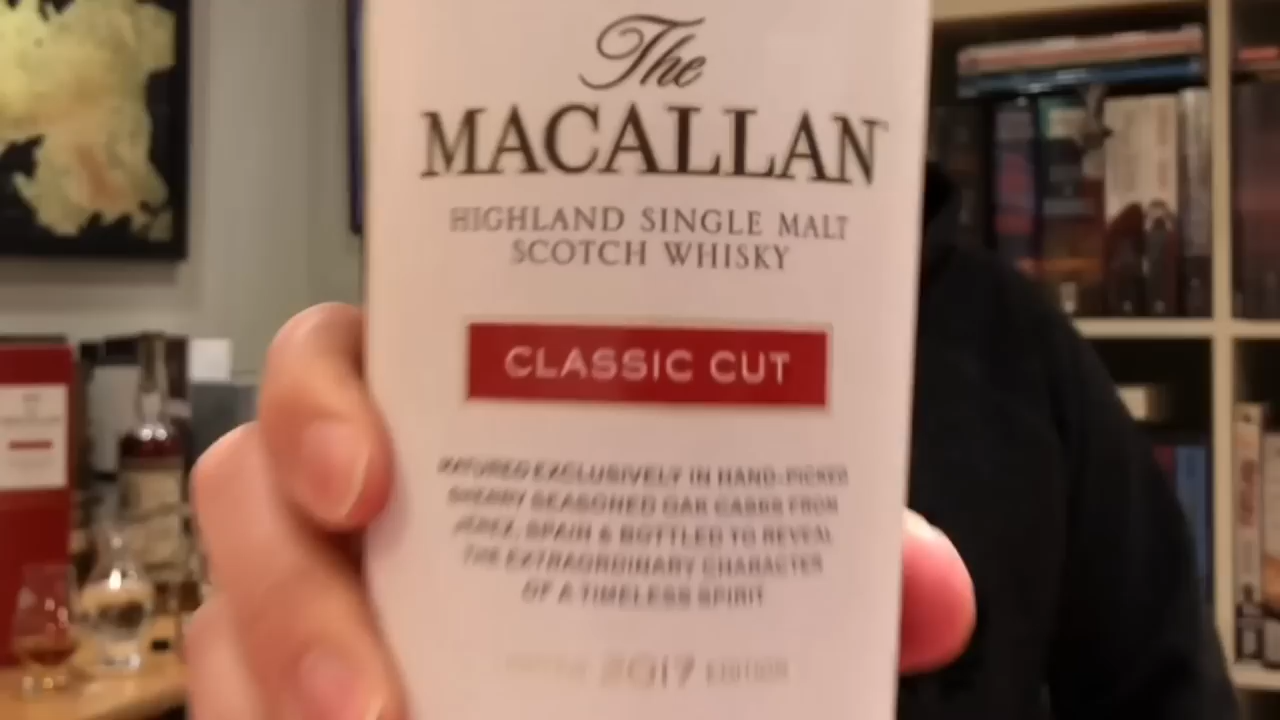 The
MACALLAN
HIGHLAND SINGLE MALT
SCOTCH WHISKY
CLASSIC CUT
MATURED EXCLUSIVELY IN HAND-PICKED
SHERRY SEASONED OAK CASKS FROM
JEREZ, SPAIN & BOTTLED TO REVEAL
THE EXTRAORDINARY CHARACTER
OF A TIMELESS SPIRIT
2017 EDITION